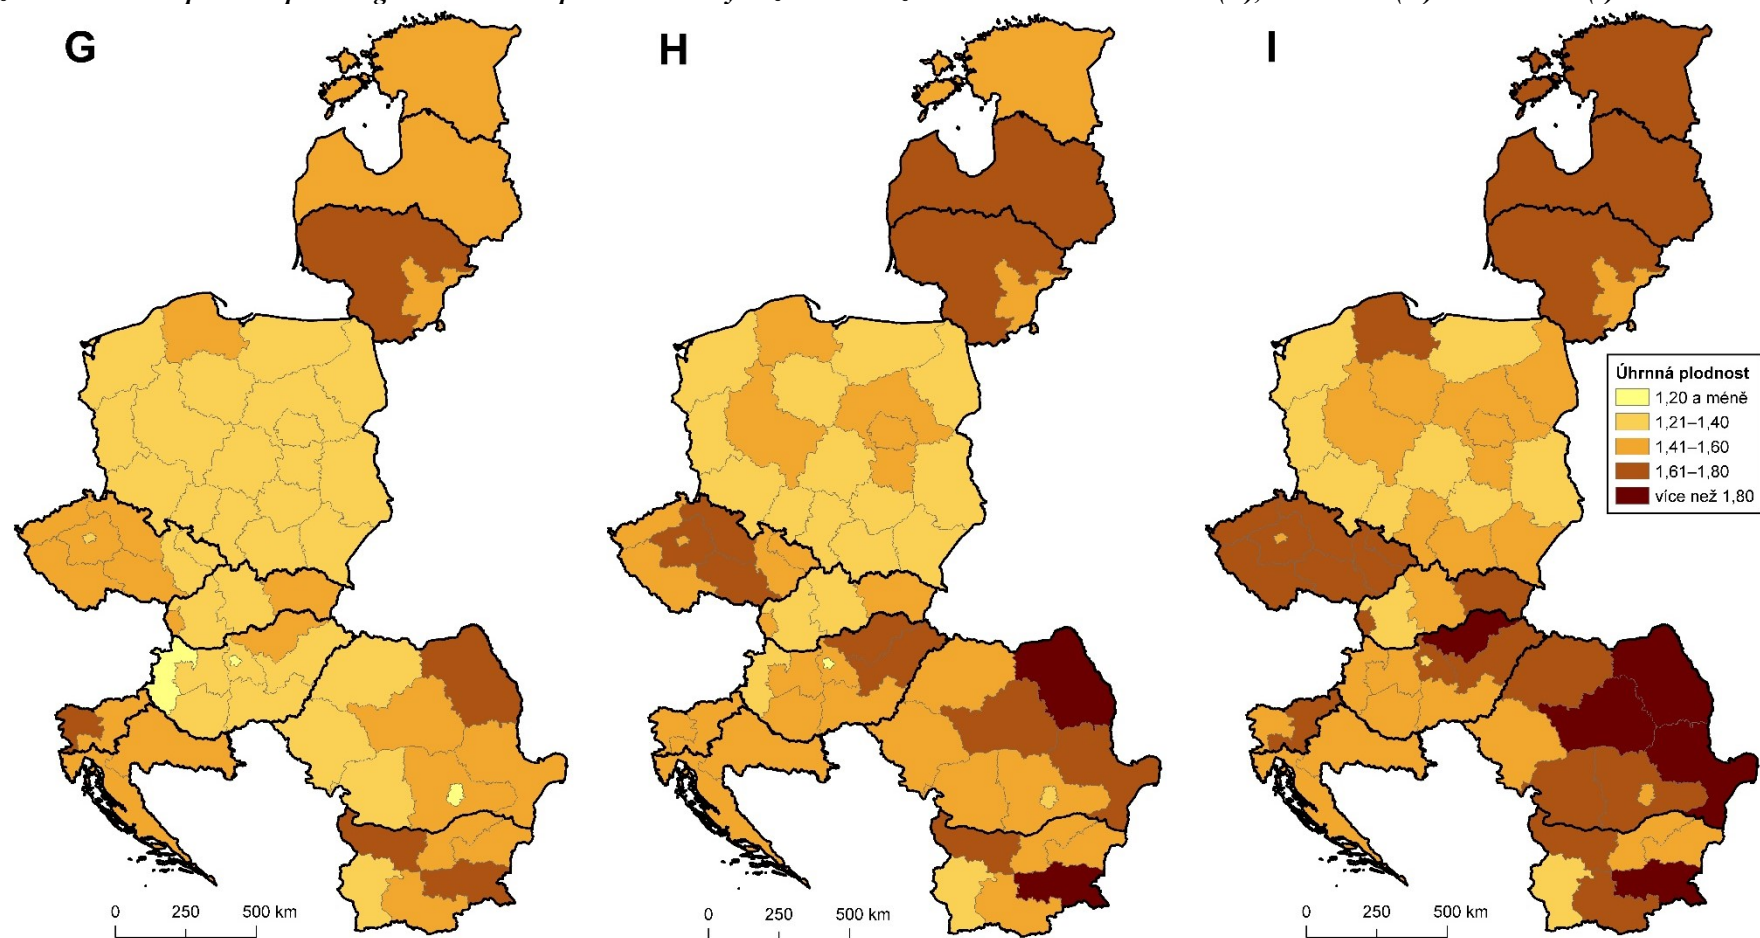 G
H
I
Úhrnná plodnost
1,20 a méně
1,21–1,40
1,41–1,60
1,61–1,80
více než 1,80
0 250 500 km
0 250 500 km
0 250 500 km